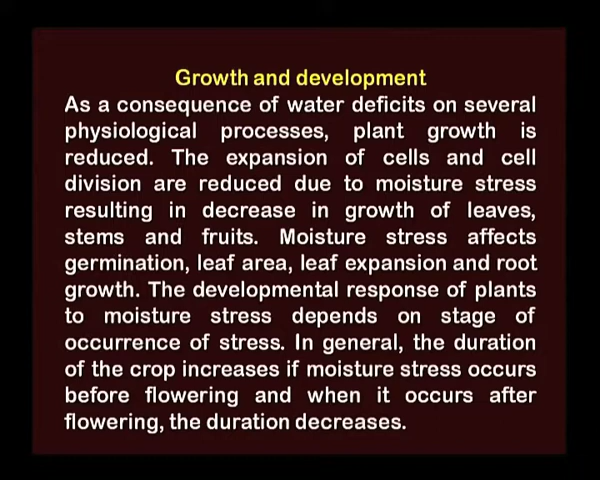 Growth and development
As a consequence of water deficits on several
physiological processes, plant growth is
reduced. The expansion of cells and cell
division are reduced due to moisture stress
resulting in decrease in growth of leaves,
stems and fruits. Moisture stress affects
germination, leaf area, leaf expansion and root
growth. The developmental response of plants
to moisture stress depends on stage of
occurrence of stress. In general, the duration
of the crop increases if moisture stress occurs
before flowering and when it occurs after
flowering, the duration decreases.